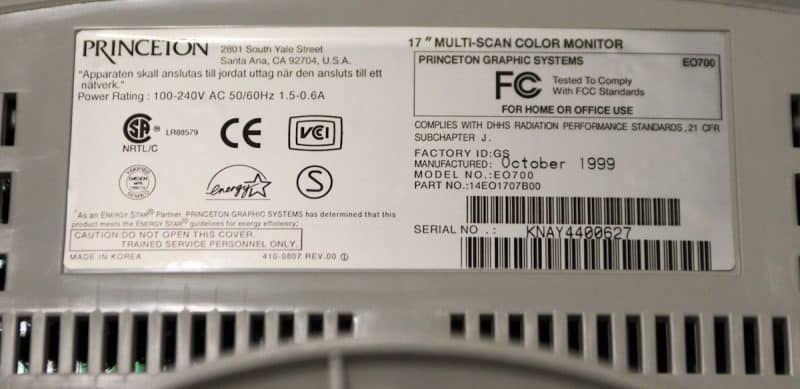 PRINCETON
2801 South Yale Street
Santa Ana, CA 92704, U.S.A.
"Apparaten skall anslutas till jordat uttag när den ansluts till ett
nätverk."
Power Rating : 100-240V AC 50/60Hz 1.5-0.6A
SA
LR88579
NRTL/C
CE
VCI
energy
S
*As an ENERGY STAR® Partner, PRINCETON GRAPHIC SYSTEMS has determined that this
product meets the ENERGY STAR® guidelines for energy efficiency.
CAUTION:DO NOT OPEN THIS COVER.
TRAINED SERVICE PERSONNEL ONLY.
MADE IN KOREA
410-0807 REV.00 ①
17" MULTI-SCAN COLOR MONITOR
PRINCETON GRAPHIC SYSTEMS
EO700
FC
Tested To Comply
With FCC Standards
FOR HOME OR OFFICE USE
COMPLIES WITH DHHS RADIATION PERFORMANCE STANDARDS, 21 CFR
SUBCHAPTER J.
FACTORY ID:GS
MANUFACTURED: October 1999
MODEL NO.:EO700
PART NO.:14EO1707B00
SERIAL NO .: KNAY4400627